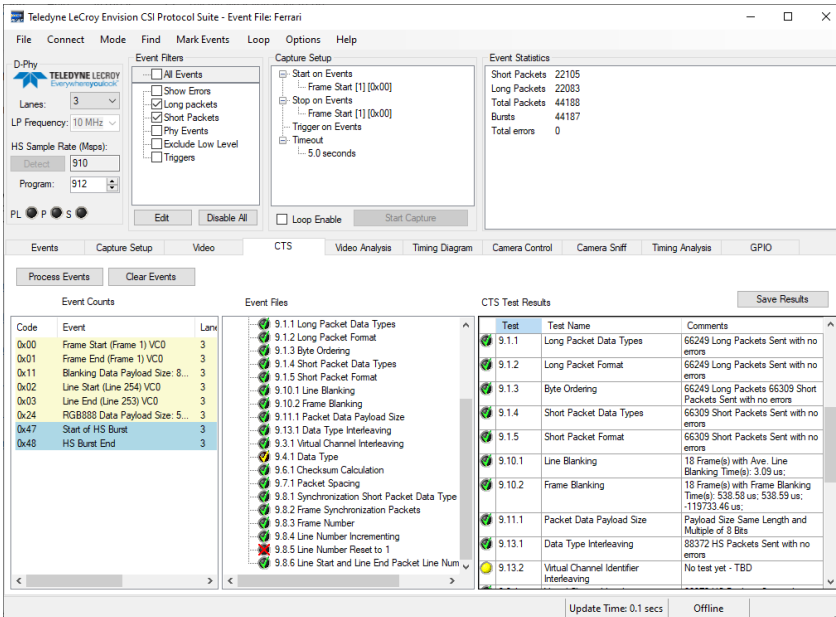 Teledyne LeCroy Envision CSI Protocol Suite - Event File: Ferrari
File Connect Mode Find Mark Events Loop Options Help
D-Phy
TELEDYNE LECROY
Everywhereyoulook
Lanes: 3
LP Frequency: 10 MHz
HS Sample Rate (Msps):
Detect 910
Program: 912
PL P S
Event Filters
All Events
Show Errors
Long packets
Short Packets
Phy Events
Exclude Low Level
Triggers
Edit Disable All
Capture Setup
Start on Events
Frame Start [1] [0x00]
Stop on Events
Frame Start [1] [0x00]
Trigger on Events
Timeout
5.0 seconds
Loop Enable Start Capture
Event Statistics
Short Packets 22105
Long Packets 22083
Total Packets 44188
Bursts 44187
Total errors 0
Events Capture Setup Video CTS Video Analysis Timing Diagram Camera Control Camera Sniff Timing Analysis GPIO
Process Events Clear Events
Event Counts
Code Event Lane
0x00 Frame Start (Frame 1) VC0 3
0x01 Frame End (Frame 1) VC0 3
0x11 Blanking Data Payload Size: 8... 3
0x02 Line Start (Line 254) VC0 3
0x03 Line End (Line 253) VC0 3
0x24 RGB888 Data Payload Size: 5... 3
0x47 Start of HS Burst 3
0x48 HS Burst End 3
Event Files
9.1.1 Long Packet Data Types
9.1.2 Long Packet Format
9.1.3 Byte Ordering
9.1.4 Short Packet Data Types
9.1.5 Short Packet Format
9.10.1 Line Blanking
9.10.2 Frame Blanking
9.11.1 Packet Data Payload Size
9.13.1 Data Type Interleaving
9.3.1 Virtual Channel Interleaving
9.4.1 Data Type
9.6.1 Checksum Calculation
9.7.1 Packet Spacing
9.8.1 Synchronization Short Packet Data Type
9.8.2 Frame Synchronization Packets
9.8.3 Frame Number
9.8.4 Line Number Incrementing
9.8.5 Line Number Reset to 1
9.8.6 Line Start and Line End Packet Line Num
CTS Test Results
Save Results
Test Test Name Comments
9.1.1 Long Packet Data Types 66249 Long Packets Sent with no
errors
9.1.2 Long Packet Format 66249 Long Packets Sent with no
errors
9.1.3 Byte Ordering 66249 Long Packets 66309 Short
Packets Sent with no errors
9.1.4 Short Packet Data Types 66309 Short Packets Sent with no
errors
9.1.5 Short Packet Format 66309 Short Packets Sent with no
errors
9.10.1 Line Blanking 18 Frame(s) with Ave. Line
Blanking Time(s): 3.09 us;
9.10.2 Frame Blanking 18 Frame(s) with Frame Blanking
Time(s): 538.58 us; 538.59 us;
-119733.46 us;
9.11.1 Packet Data Payload Size Payload Size Same Length and
Multiple of 8 Bits
9.13.1 Data Type Interleaving 88372 HS Packets Sent with no
errors
9.13.2 Virtual Channel Identifier No test yet - TBD
Interleaving
Update Time: 0.1 secs Offline